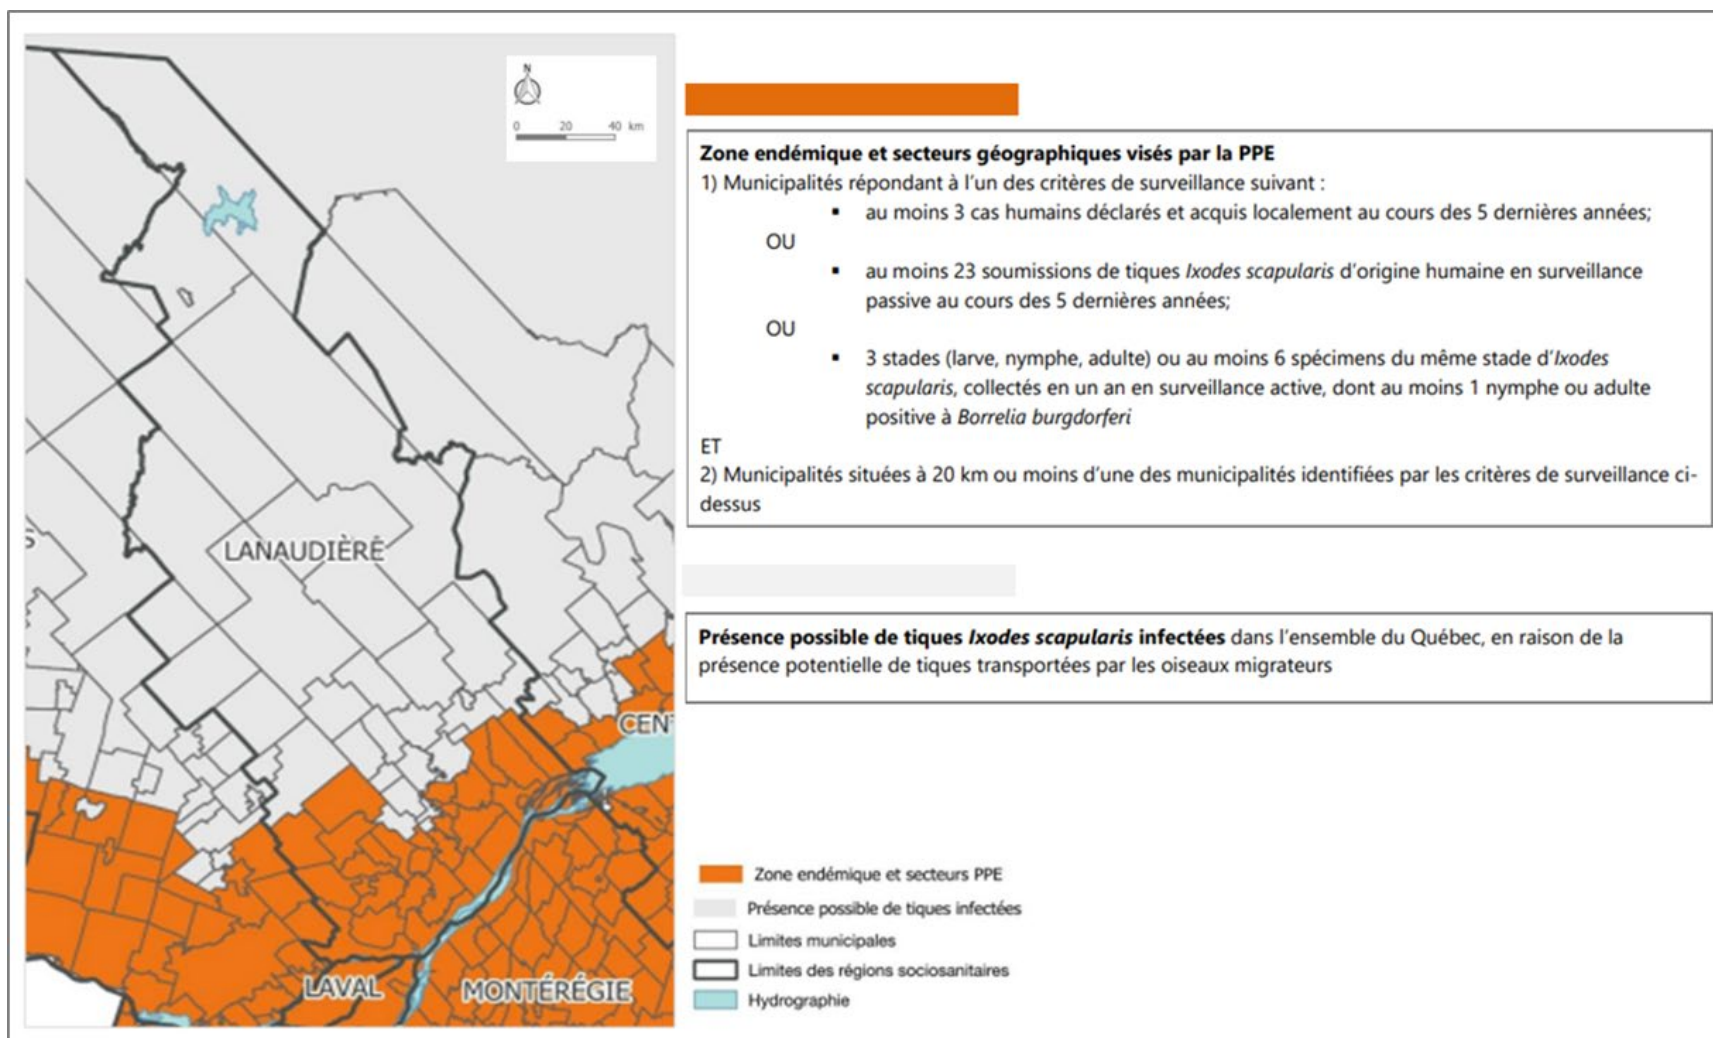 N
0 20 40 km
S
LANAUDIÈRE
CENT
LAVAL
MONTÉRÉGIE
Zone endémique et secteurs géographiques visés par la PPE
1) Municipalités répondant à l'un des critères de surveillance suivant :
▪ au moins 3 cas humains déclarés et acquis localement au cours des 5 dernières années;
OU
▪ au moins 23 soumissions de tiques Ixodes scapularis d'origine humaine en surveillance
passive au cours des 5 dernières années;
OU
▪ 3 stades (larve, nymphe, adulte) ou au moins 6 spécimens du même stade d'Ixodes
scapularis, collectés en un an en surveillance active, dont au moins 1 nymphe ou adulte
positive à Borrelia burgdorferi
ET
2) Municipalités situées à 20 km ou moins d'une des municipalités identifiées par les critères de surveillance ci-
dessus
Présence possible de tiques Ixodes scapularis infectées dans l'ensemble du Québec, en raison de la
présence potentielle de tiques transportées par les oiseaux migrateurs
Zone endémique et secteurs PPE
Présence possible de tiques infectées
Limites municipales
Limites des régions sociosanitaires
Hydrographie